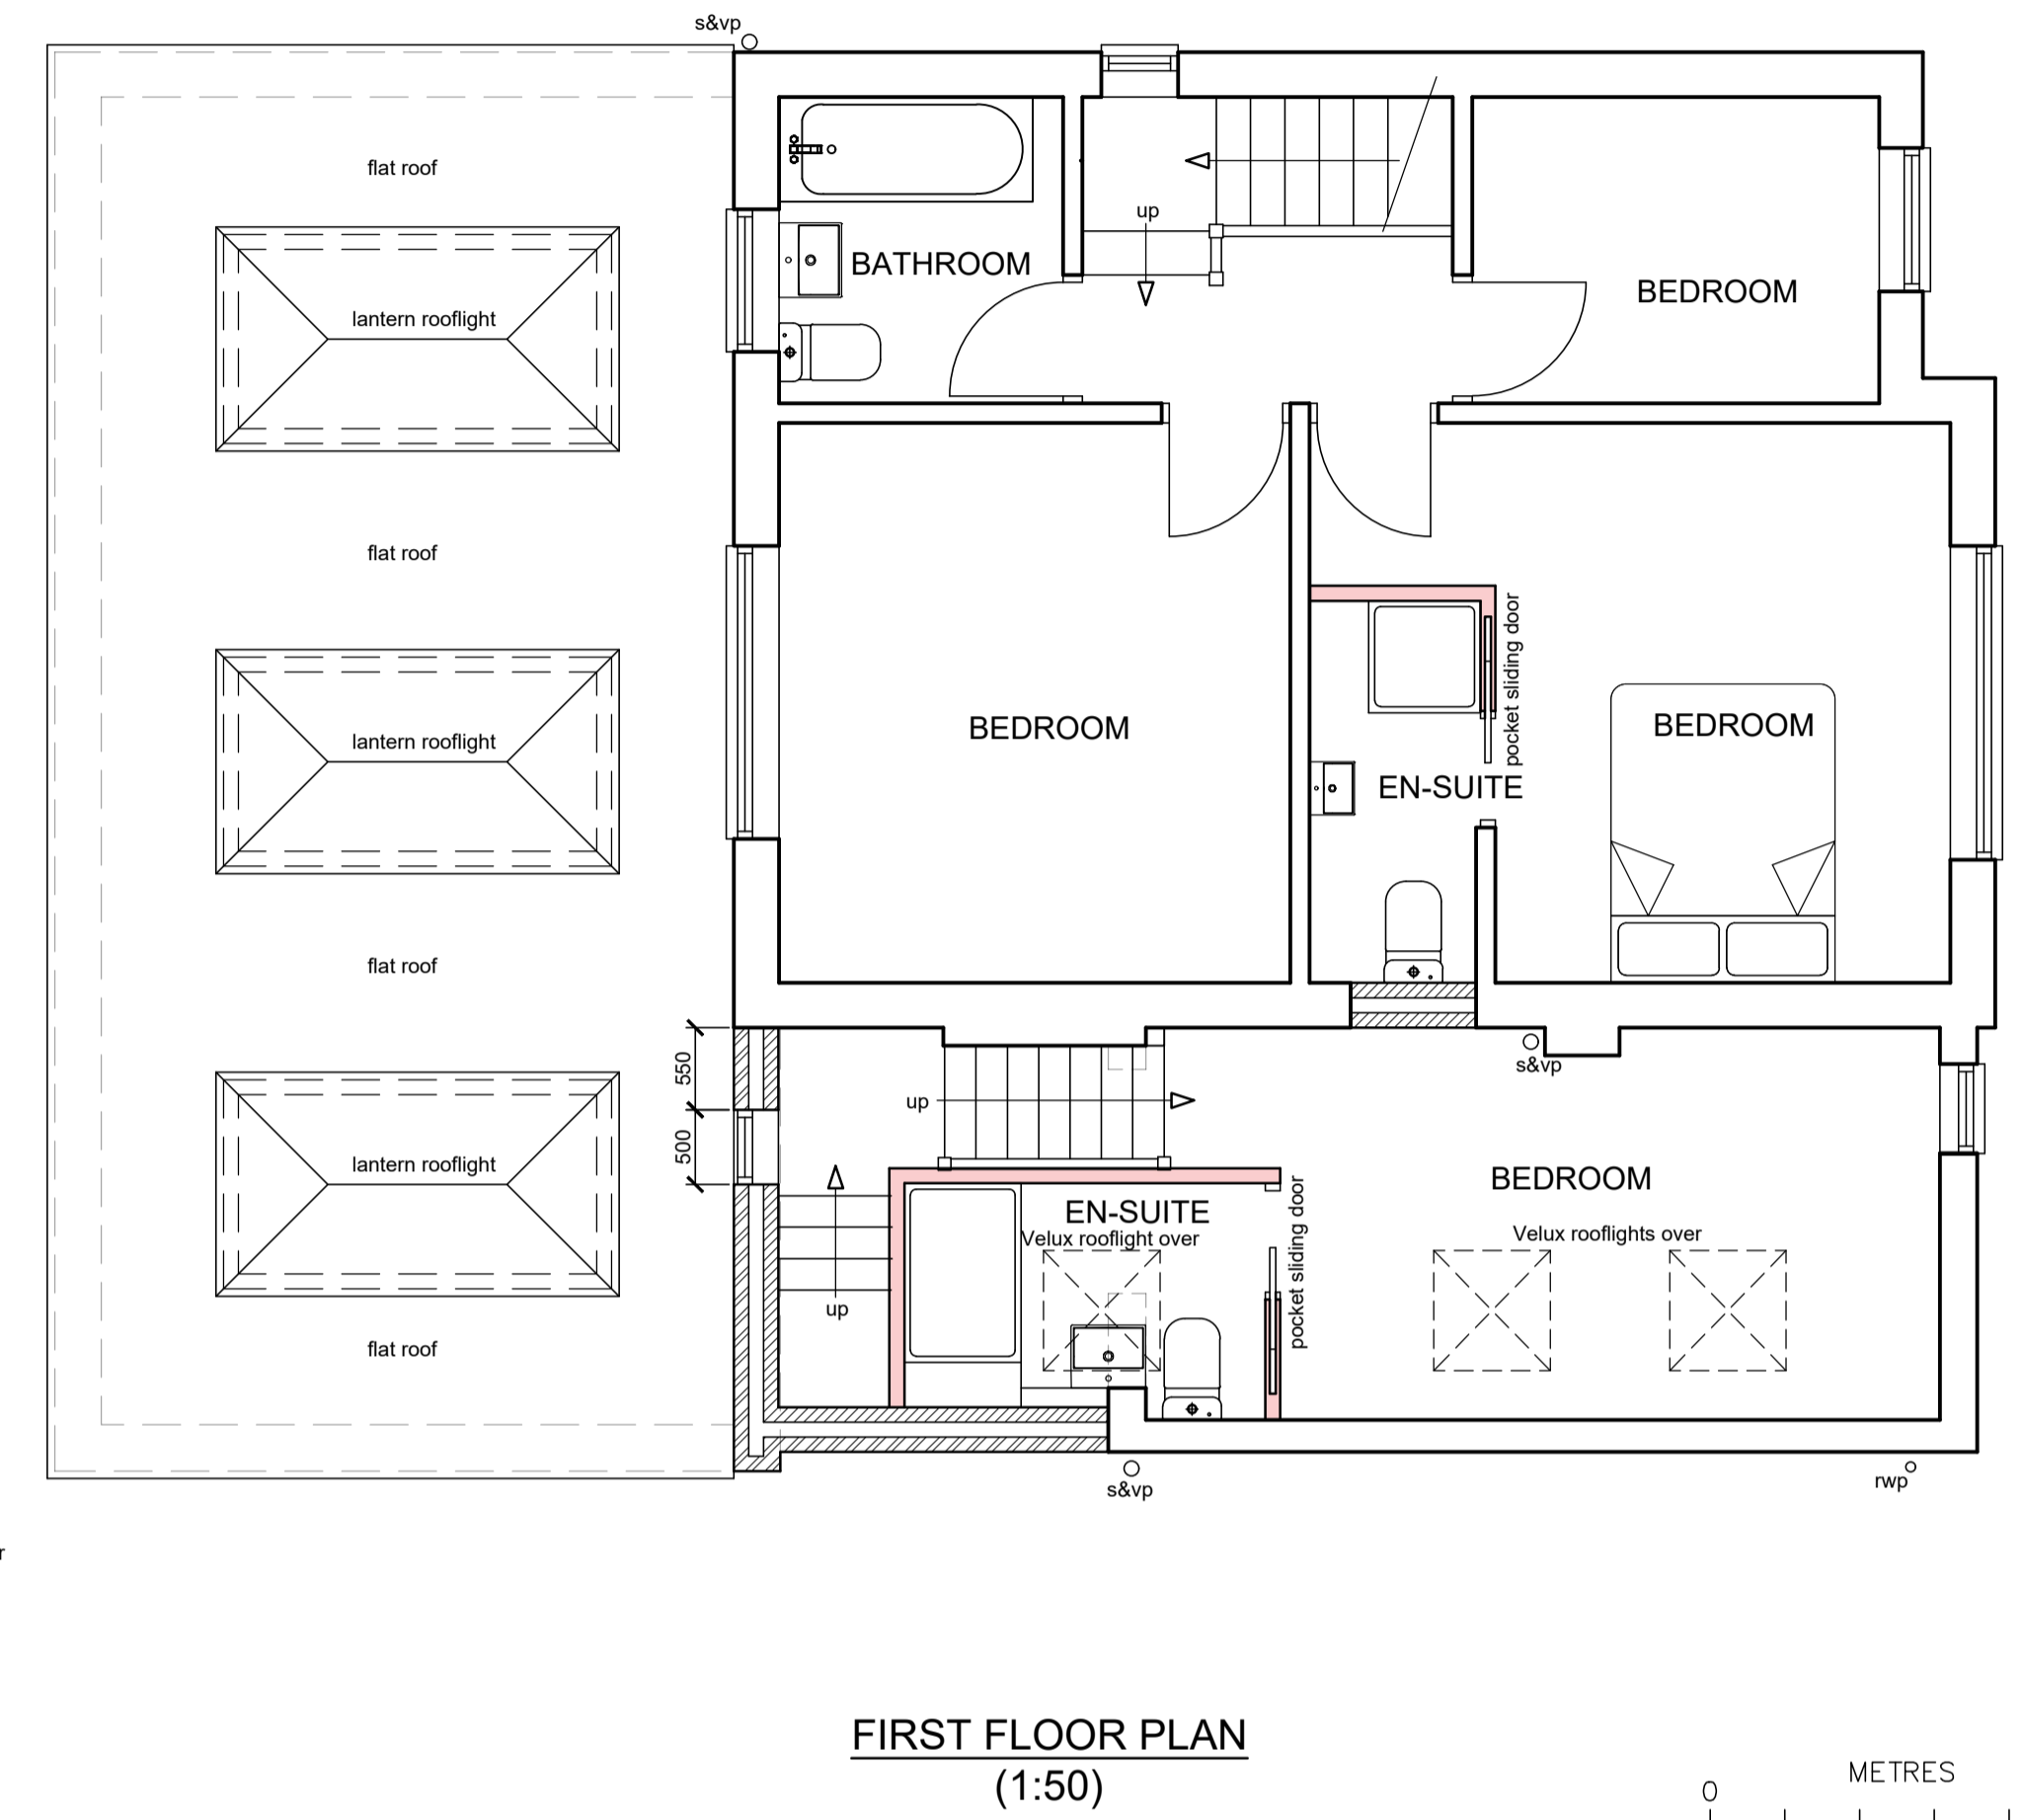 s&vp
flat roof
up
BATHROOM
BEDROOM
lantern rooflight
flat roof
pocket sliding door
BEDROOM
BEDROOM
lantern rooflight
EN-SUITE
flat roof
550
s&vp
up
500
lantern rooflight
EN-SUITE
Velux rooflight over
pocket sliding door
BEDROOM
Velux rooflights over
up
flat roof
s&vp
rwp
r
FIRST FLOOR PLAN
(1:50)
METRES
0